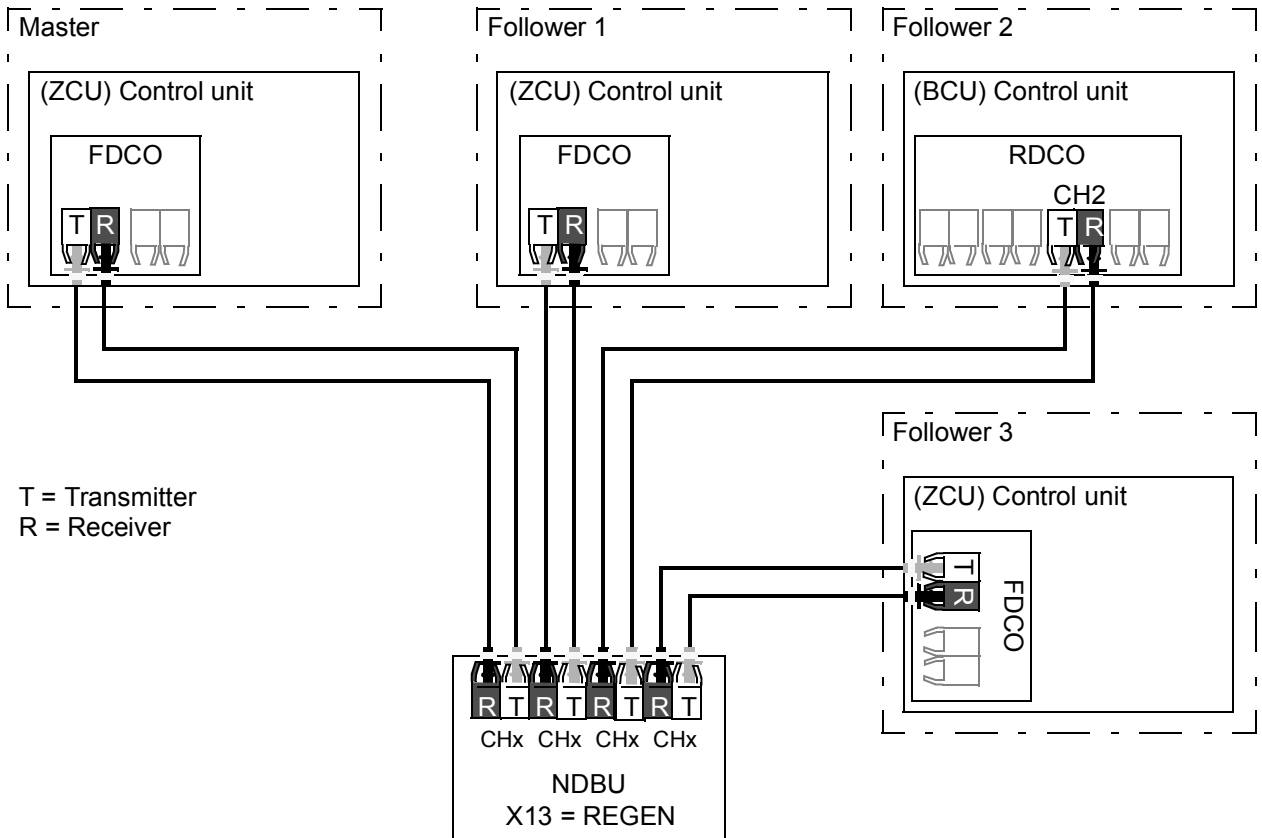 Master
(ZCU) Control unit
FDCO
T R
Follower 1
(ZCU) Control unit
FDCO
T R
Follower 2
(BCU) Control unit
RDCO
CH2
T R
T = Transmitter
R = Receiver
Follower 3
(ZCU) Control unit
T
R
FDCO
R T R T R T R T
CHx CHx CHx CHx
NDBU
X13 = REGEN